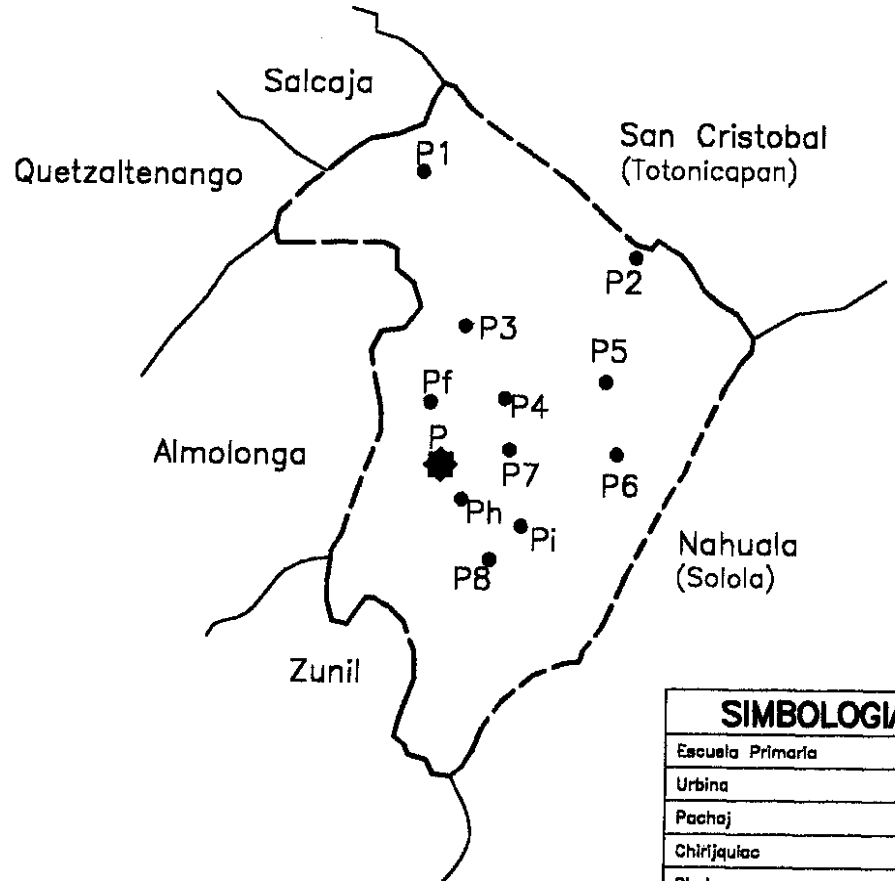 Salcaja
San Cristobal
(Totonicapan)
Quetzaltenango
P1
P2
P3
P5
Pf
P4
P
Almolonga
P7
P6
Ph
Pi
Nahuala
(Solola)
P8
Zunil
SIMBOLOGIA
Escuela Primaria
Urbina
Pachaj
Chirijquiac